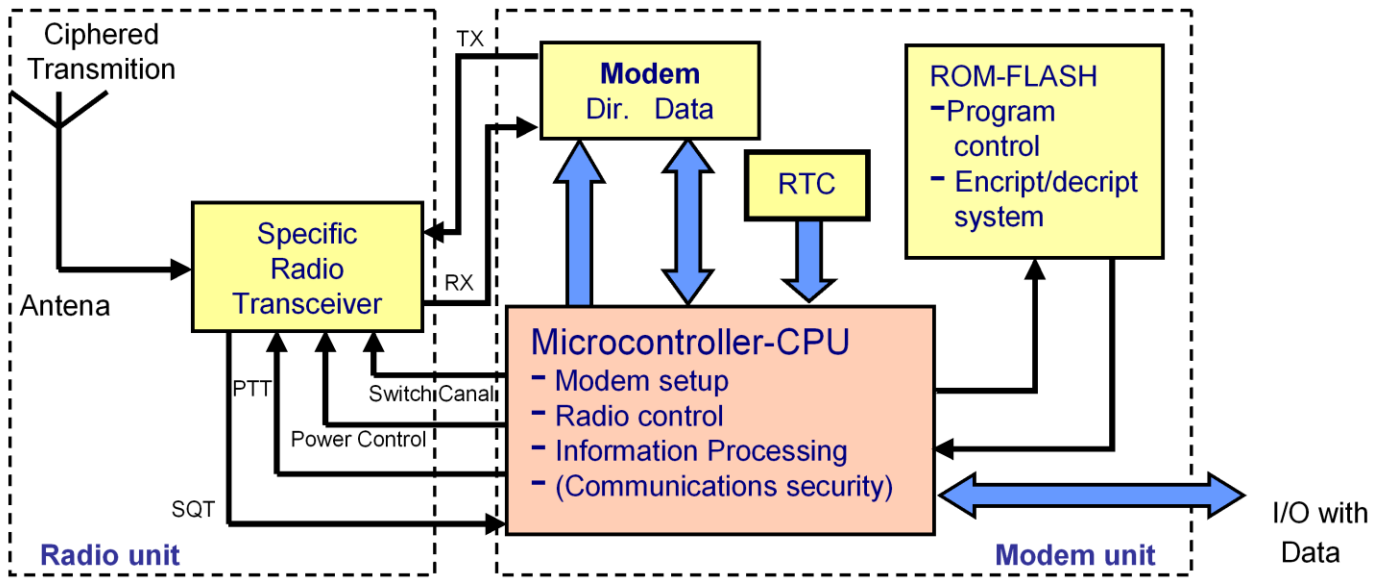 Ciphered
Transmition
Antena
Specific
Radio
Transceiver
TX
RX
PTT
Switch Canal
Power Control
SQT
Radio unit
Modem
Dir. Data
RTC
ROM-FLASH
-Program
control
- Encript/decript
system
Microcontroller-CPU
- Modem setup
- Radio control
- Information Processing
- (Communications security)
Modem unit
I/O with
Data